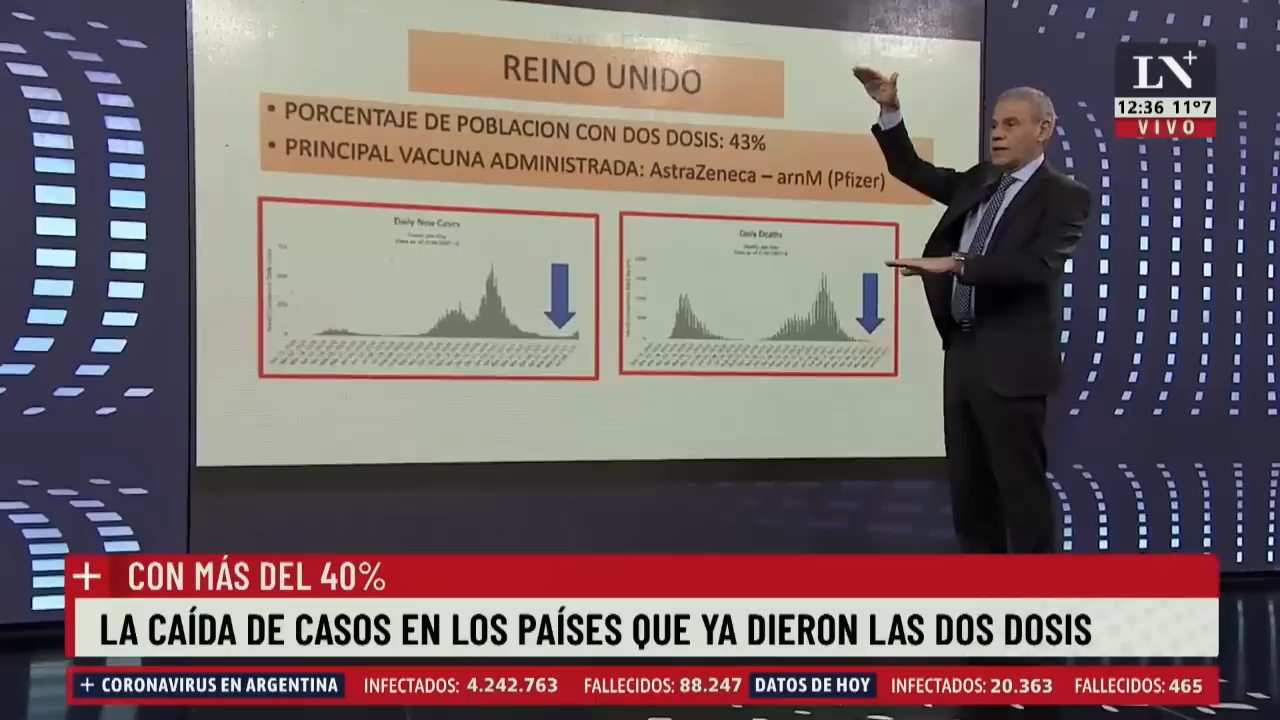 REINO UNIDO
• PORCENTAJE DE POBLACION CON DOS DOSIS: 43%
• PRINCIPAL VACUNA ADMINISTRADA: AstraZeneca – arnM (Pfizer)
Daily New Cases
Daily Deaths
LN+
12:36 11°7
VIVO
+ CON MÁS DEL 40%
LA CAÍDA DE CASOS EN LOS PAÍSES QUE YA DIERON LAS DOS DOSIS
+ CORONAVIRUS EN ARGENTINA INFECTADOS: 4.242.763 FALLECIDOS: 88.247 DATOS DE HOY INFECTADOS: 20.363 FALLECIDOS: 465